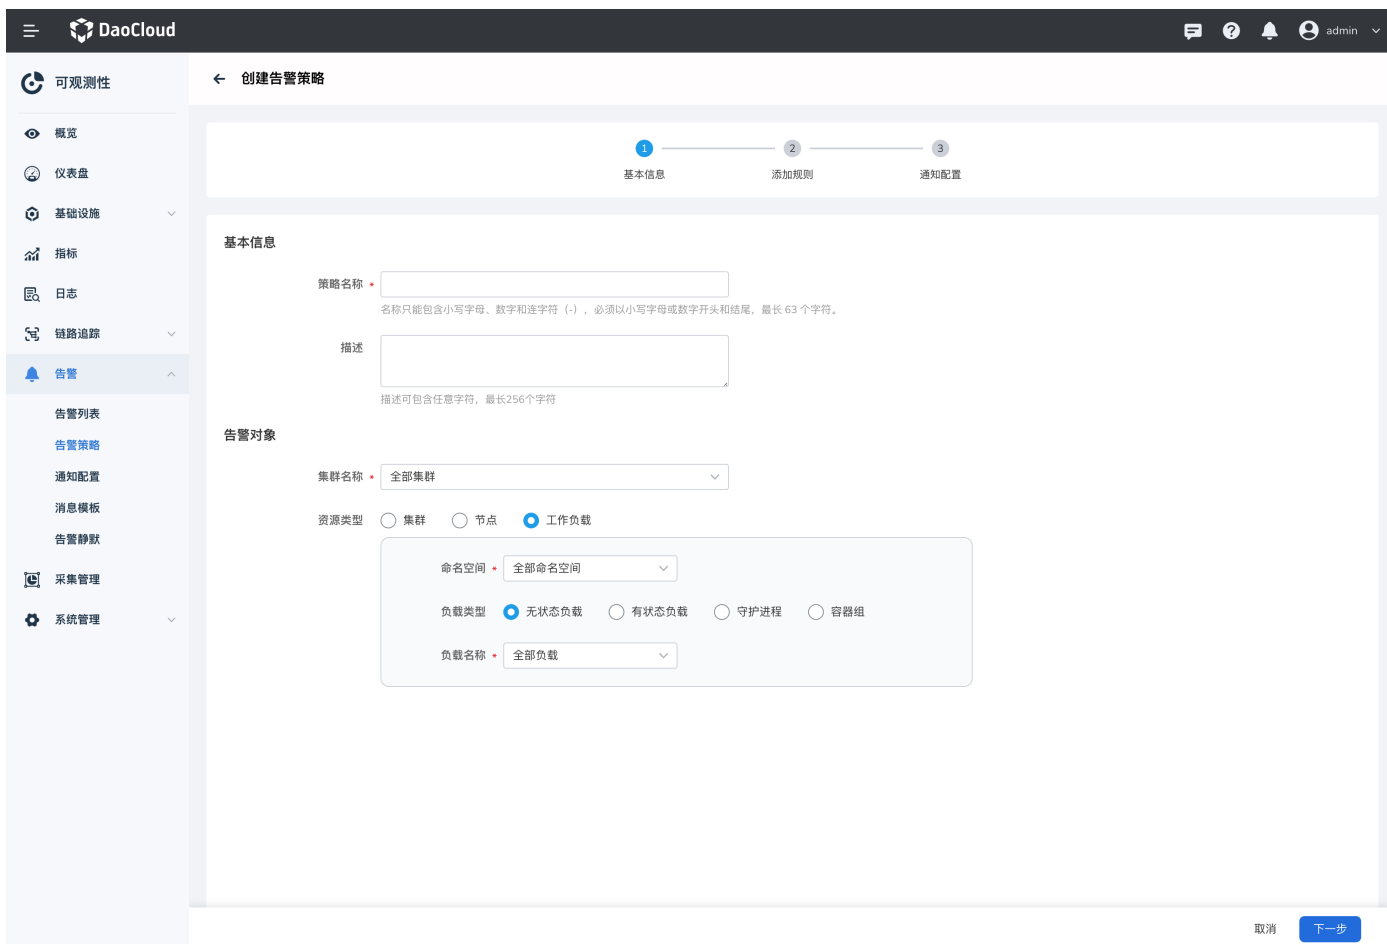 DaoCloud
admin
可观测性
概览
仪表盘
基础设施
指标
日志
链路追踪
告警
告警列表
告警策略
通知配置
消息模板
告警静默
采集管理
系统管理
创建告警策略
1
2
3
基本信息
添加规则
通知配置
基本信息
策略名称 *
名称只能包含小写字母、数字和连字符（-），必须以小写字母或数字开头和结尾，最长 63 个字符。
描述
描述可包含任意字符，最长256个字符
告警对象
集群名称 * 全部集群
资源类型 集群 节点 工作负载
命名空间 * 全部命名空间
负载类型 无状态负载 有状态负载 守护进程 容器组
负载名称 * 全部负载
取消 下一步